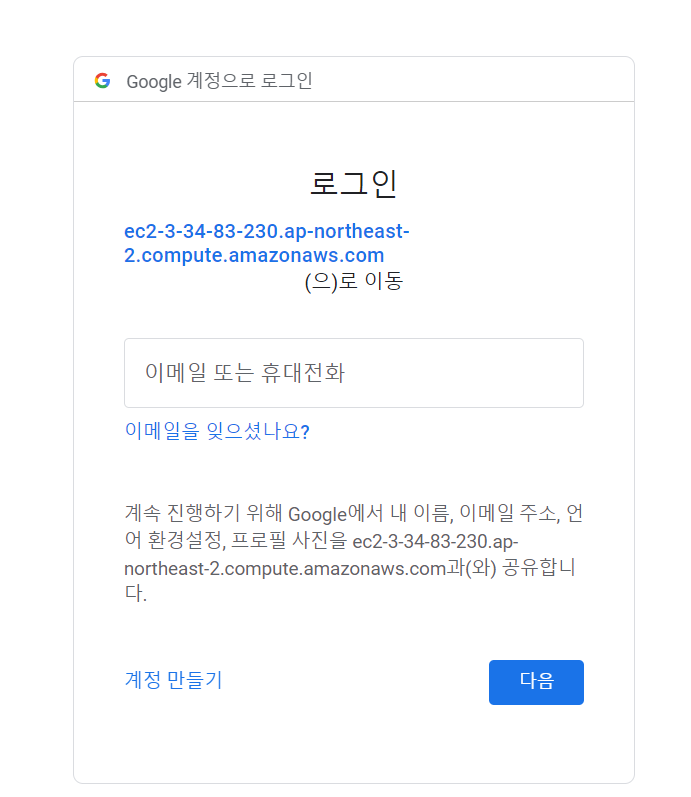 Google 계정으로 로그인
로그인
ec2-3-34-83-230.ap-northeast-
2.compute.amazonaws.com
(으)로 이동
이메일 또는 휴대전화
이메일을 잊으셨나요?
계속 진행하기 위해 Google에서 내 이름, 이메일 주소, 언
어 환경설정, 프로필 사진을 ec2-3-34-83-230.ap-
northeast-2.compute.amazonaws.com과(와) 공유합니
다.
계정 만들기
다음